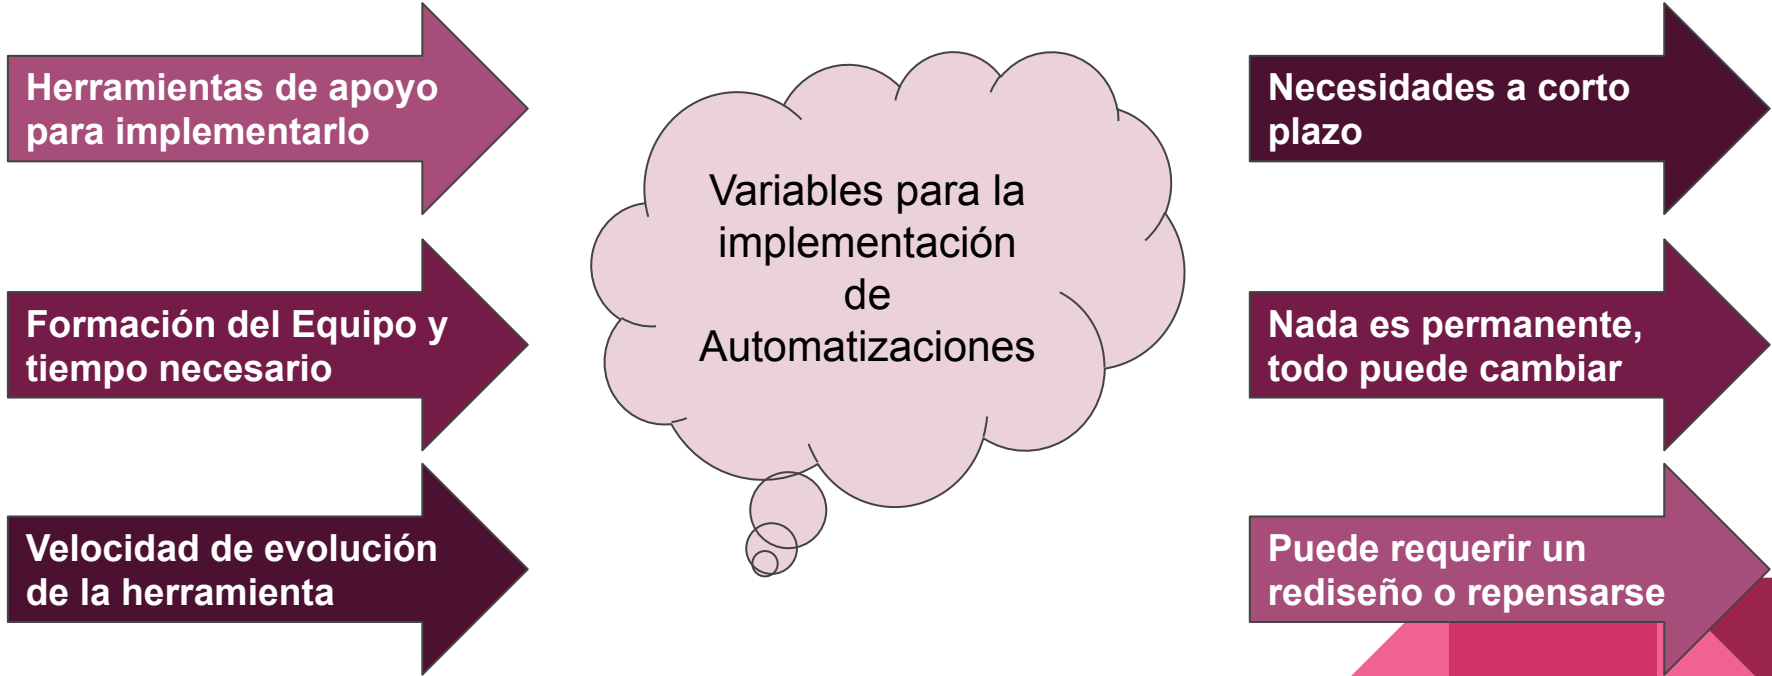 Herramientas de apoyo
para implementarlo
Formación del Equipo y
tiempo necesario
Velocidad de evolución
de la herramienta
Variables para la
implementación
de
Automatizaciones
Necesidades a corto
plazo
Nada es permanente,
todo puede cambiar
Puede requerir un
rediseño o repensarse